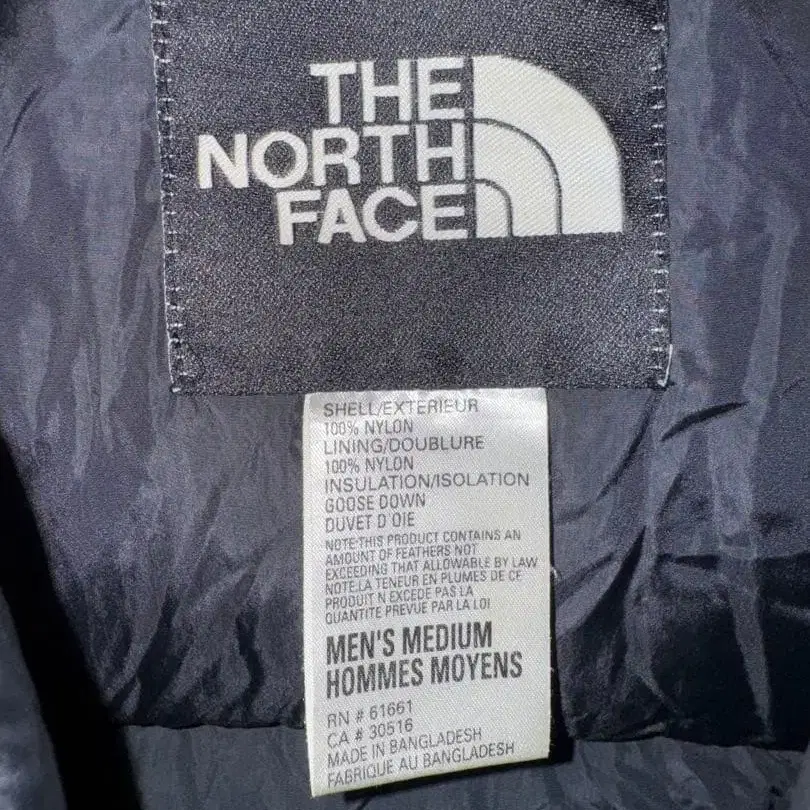 THE
NORTH
FACE
SHELL/EXTERIEUR
100% NYLON
LINING/DOUBLURE
100% NYLON
INSULATION/ISOLATION
GOOSE DOWN
DUVET D'OIE
NOTE:THIS PRODUCT CONTAINS AN
AMOUNT OF FEATHERS NOT
EXCEEDING THAT ALLOWABLE BY LAW
NOTE.LA TENEUR EN PLUMES DE CE
PRODUIT N EXCEDE PAS LA
QUANTITE PREVUE PAR LA LOI
MEN'S MEDIUM
HOMMES MOYENS
RN # 61661
CA # 30516
MADE IN BANGLADESH
FABRIQUE AU BANGLADESH